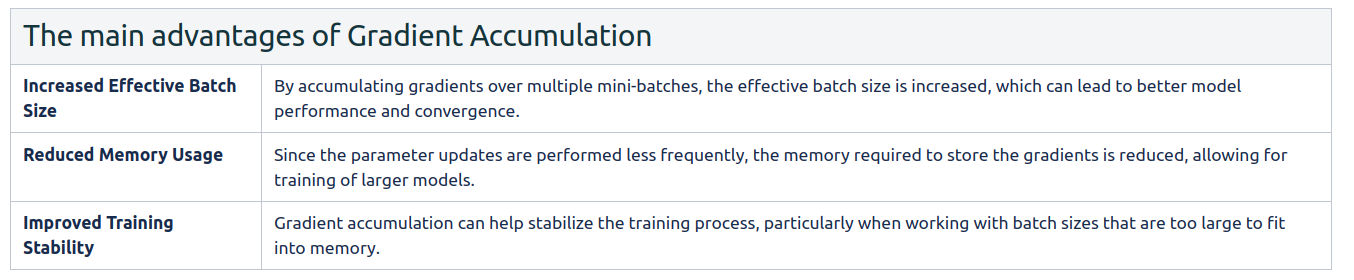 The main advantages of Gradient Accumulation
Increased Effective Batch
Size
By accumulating gradients over multiple mini-batches, the effective batch size is increased, which can lead to better model
performance and convergence.
Reduced Memory Usage
Since the parameter updates are performed less frequently, the memory required to store the gradients is reduced, allowing for
training of larger models.
Improved Training
Stability
Gradient accumulation can help stabilize the training process, particularly when working with batch sizes that are too large to fit
into memory.